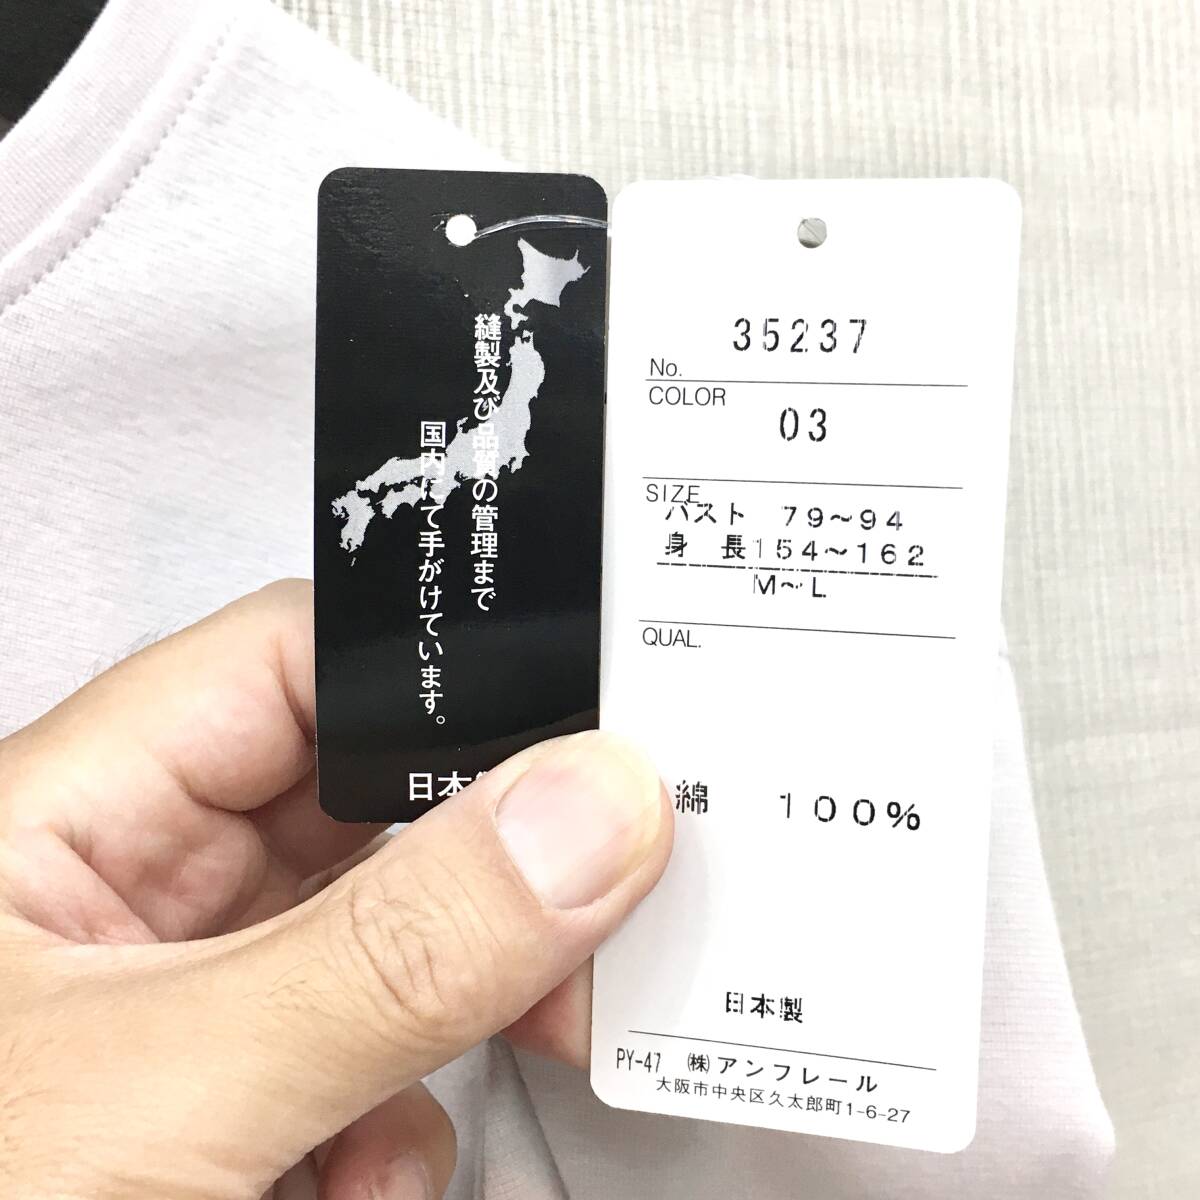 縫製及び品質の管理まで
国内にて手がけています。
日本
35237
No.
COLOR
03
SIZE
バスト 79~94
身 長154~162
M~L
QUAL.
綿 100%
日本製
PY-47 ㈱アンフレール
大阪市中央区久太郎町1-6-27